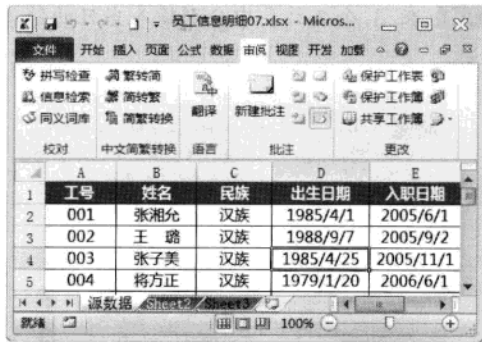 员工信息明细07.xlsx - Micros...
文件 开始 插入 页面 公式 数据 审阅 视图 开发 加载
拼写检查 繁转简 保护工作表
信息检索 简转繁 保护工作簿
同义词库 简繁转换 翻译 新建批注 共享工作簿
校对 中文简繁转换 语言 批注 更改
A B C D E
1 工号 姓名 民族 出生日期 入职日期
2 001 张湘允 汉族 1985/4/1 2005/6/1
3 002 王 璐 汉族 1988/9/7 2005/9/2
4 003 张子美 汉族 1985/4/25 2005/11/1
5 004 将方正 汉族 1979/1/20 2006/6/1
源数据 Sheet2 Sheet3
就绪 100%